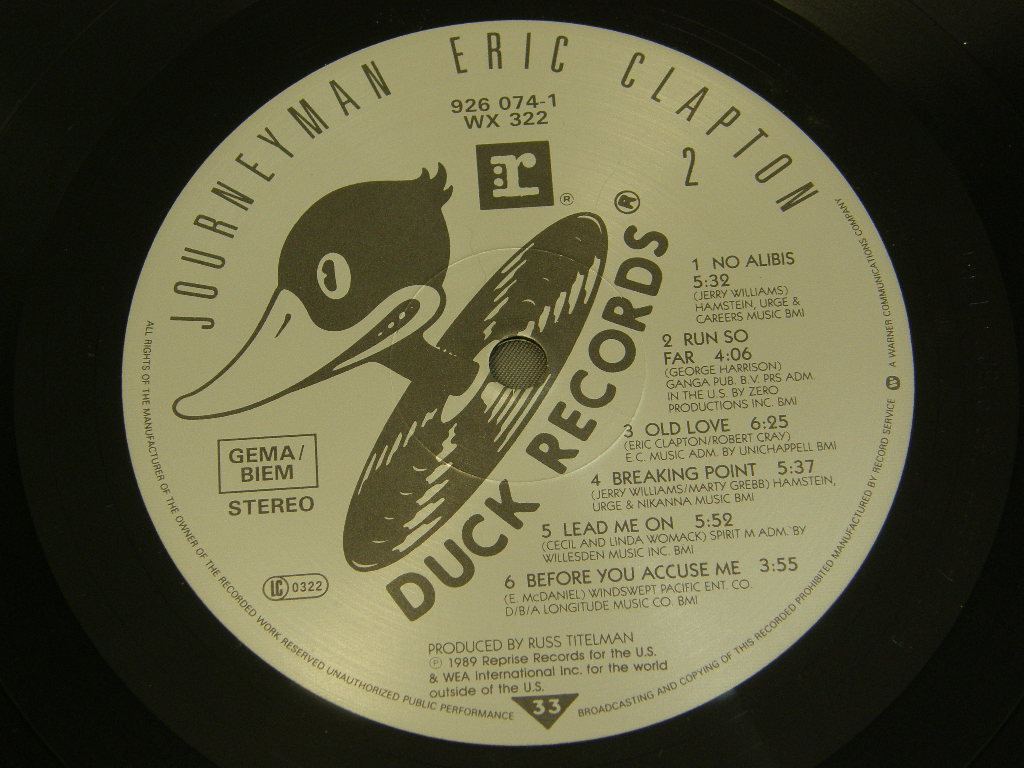 JOURNEYMAN ERIC CLAPTON
926 074-1
WX 322
r
®
2
DUCK RECORDS®
1 NO ALIBIS
5:32
(JERRY WILLIAMS)
HAMSTEIN, URGE &
CAREERS MUSIC BMI
2 RUN SO
FAR 4:06
(GEORGE HARRISON)
GANGA PUB. B.V. PRS ADM.
IN THE U.S. BY ZERO
PRODUCTIONS INC. BMI
3 OLD LOVE 6:25
(ERIC CLAPTON/ROBERT CRAY)
E.C. MUSIC ADM. BY UNICHAPPELL BMI
4 BREAKING POINT 5:37
(JERRY WILLIAMS/MARTY GREBB) HAMSTEIN,
URGE & NIKANNA MUSIC BMI
5 LEAD ME ON 5:52
(CECIL AND LINDA WOMACK) SPIRIT M ADM. BY
WILLESDEN MUSIC INC. BMI
6 BEFORE YOU ACCUSE ME 3:55
(E. McDANIEL) WINDSWEPT PACIFIC ENT. CO.
D/B/A LONGITUDE MUSIC CO. BMI
GEMA/
BIEM
STEREO
LC 0322
PRODUCED BY RUSS TITELMAN
℗ 1989 Reprise Records for the U.S.
& WEA International Inc. for the world
outside of the U.S.
33
ALL RIGHTS OF THE MANUFACTURER OF THE OWNER OF THE RECORDED WORK RESERVED UNAUTHORIZED PUBLIC PERFORMANCE BROADCASTING AND COPYING OF THIS RECORD PROHIBITED MANUFACTURED BY RECORD SERVICE W A WARNER COMMUNICATIONS COMPANY